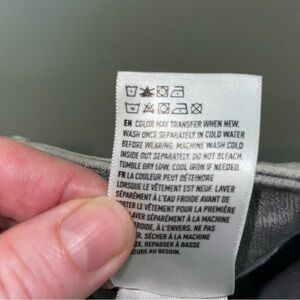 EN COLOR MAY TRANSFER WHEN NEW,
WASH ONCE SEPARATELY IN COLD WATER
BEFORE WEARING. MACHINE WASH COLD
INSIDE OUT SEPARATELY. DO NOT BLEACH,
TUMBLE DRY LOW. COOL IRON IF NEEDED.
FR LA COULEUR PEUT DÉTEINDRE
LORSQUE LE VÊTEMENT EST NEUF. LAVER
SÉPARÉMENT À L'EAU FROIDE AVANT DE
PORTER LE VÊTEMENT POUR LA PREMIÈRE
LAVER SÉPARÉMENT À LA MACHINE
FROIDE, À L'ENVERS. NE PAS
SÉCHER À LA MACHINE
REPASSER À BASSE
AU BESOIN.